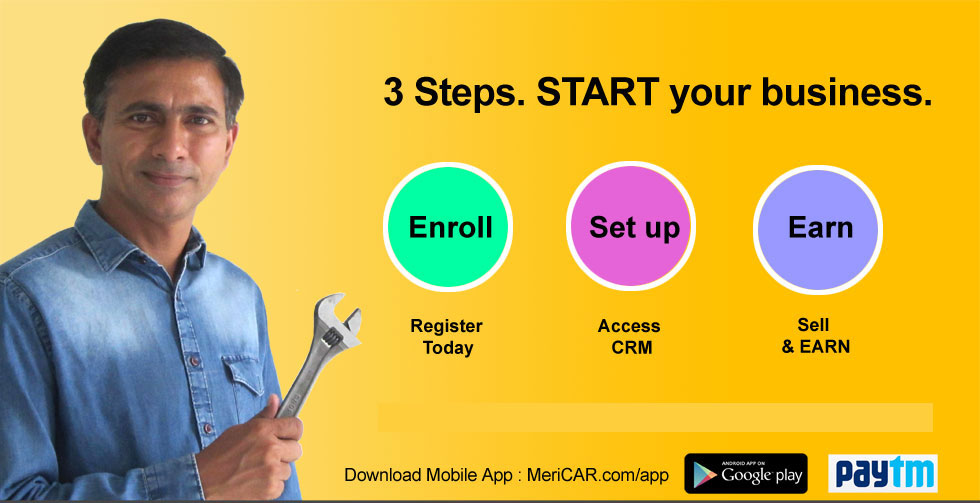 3 Steps. START your business.
Enroll
Set up
Earn
Register
Today
Access
CRM
Sell
& EARN
Download Mobile App : MeriCAR.com/app
ANDROID APP ON
Google play
paytm